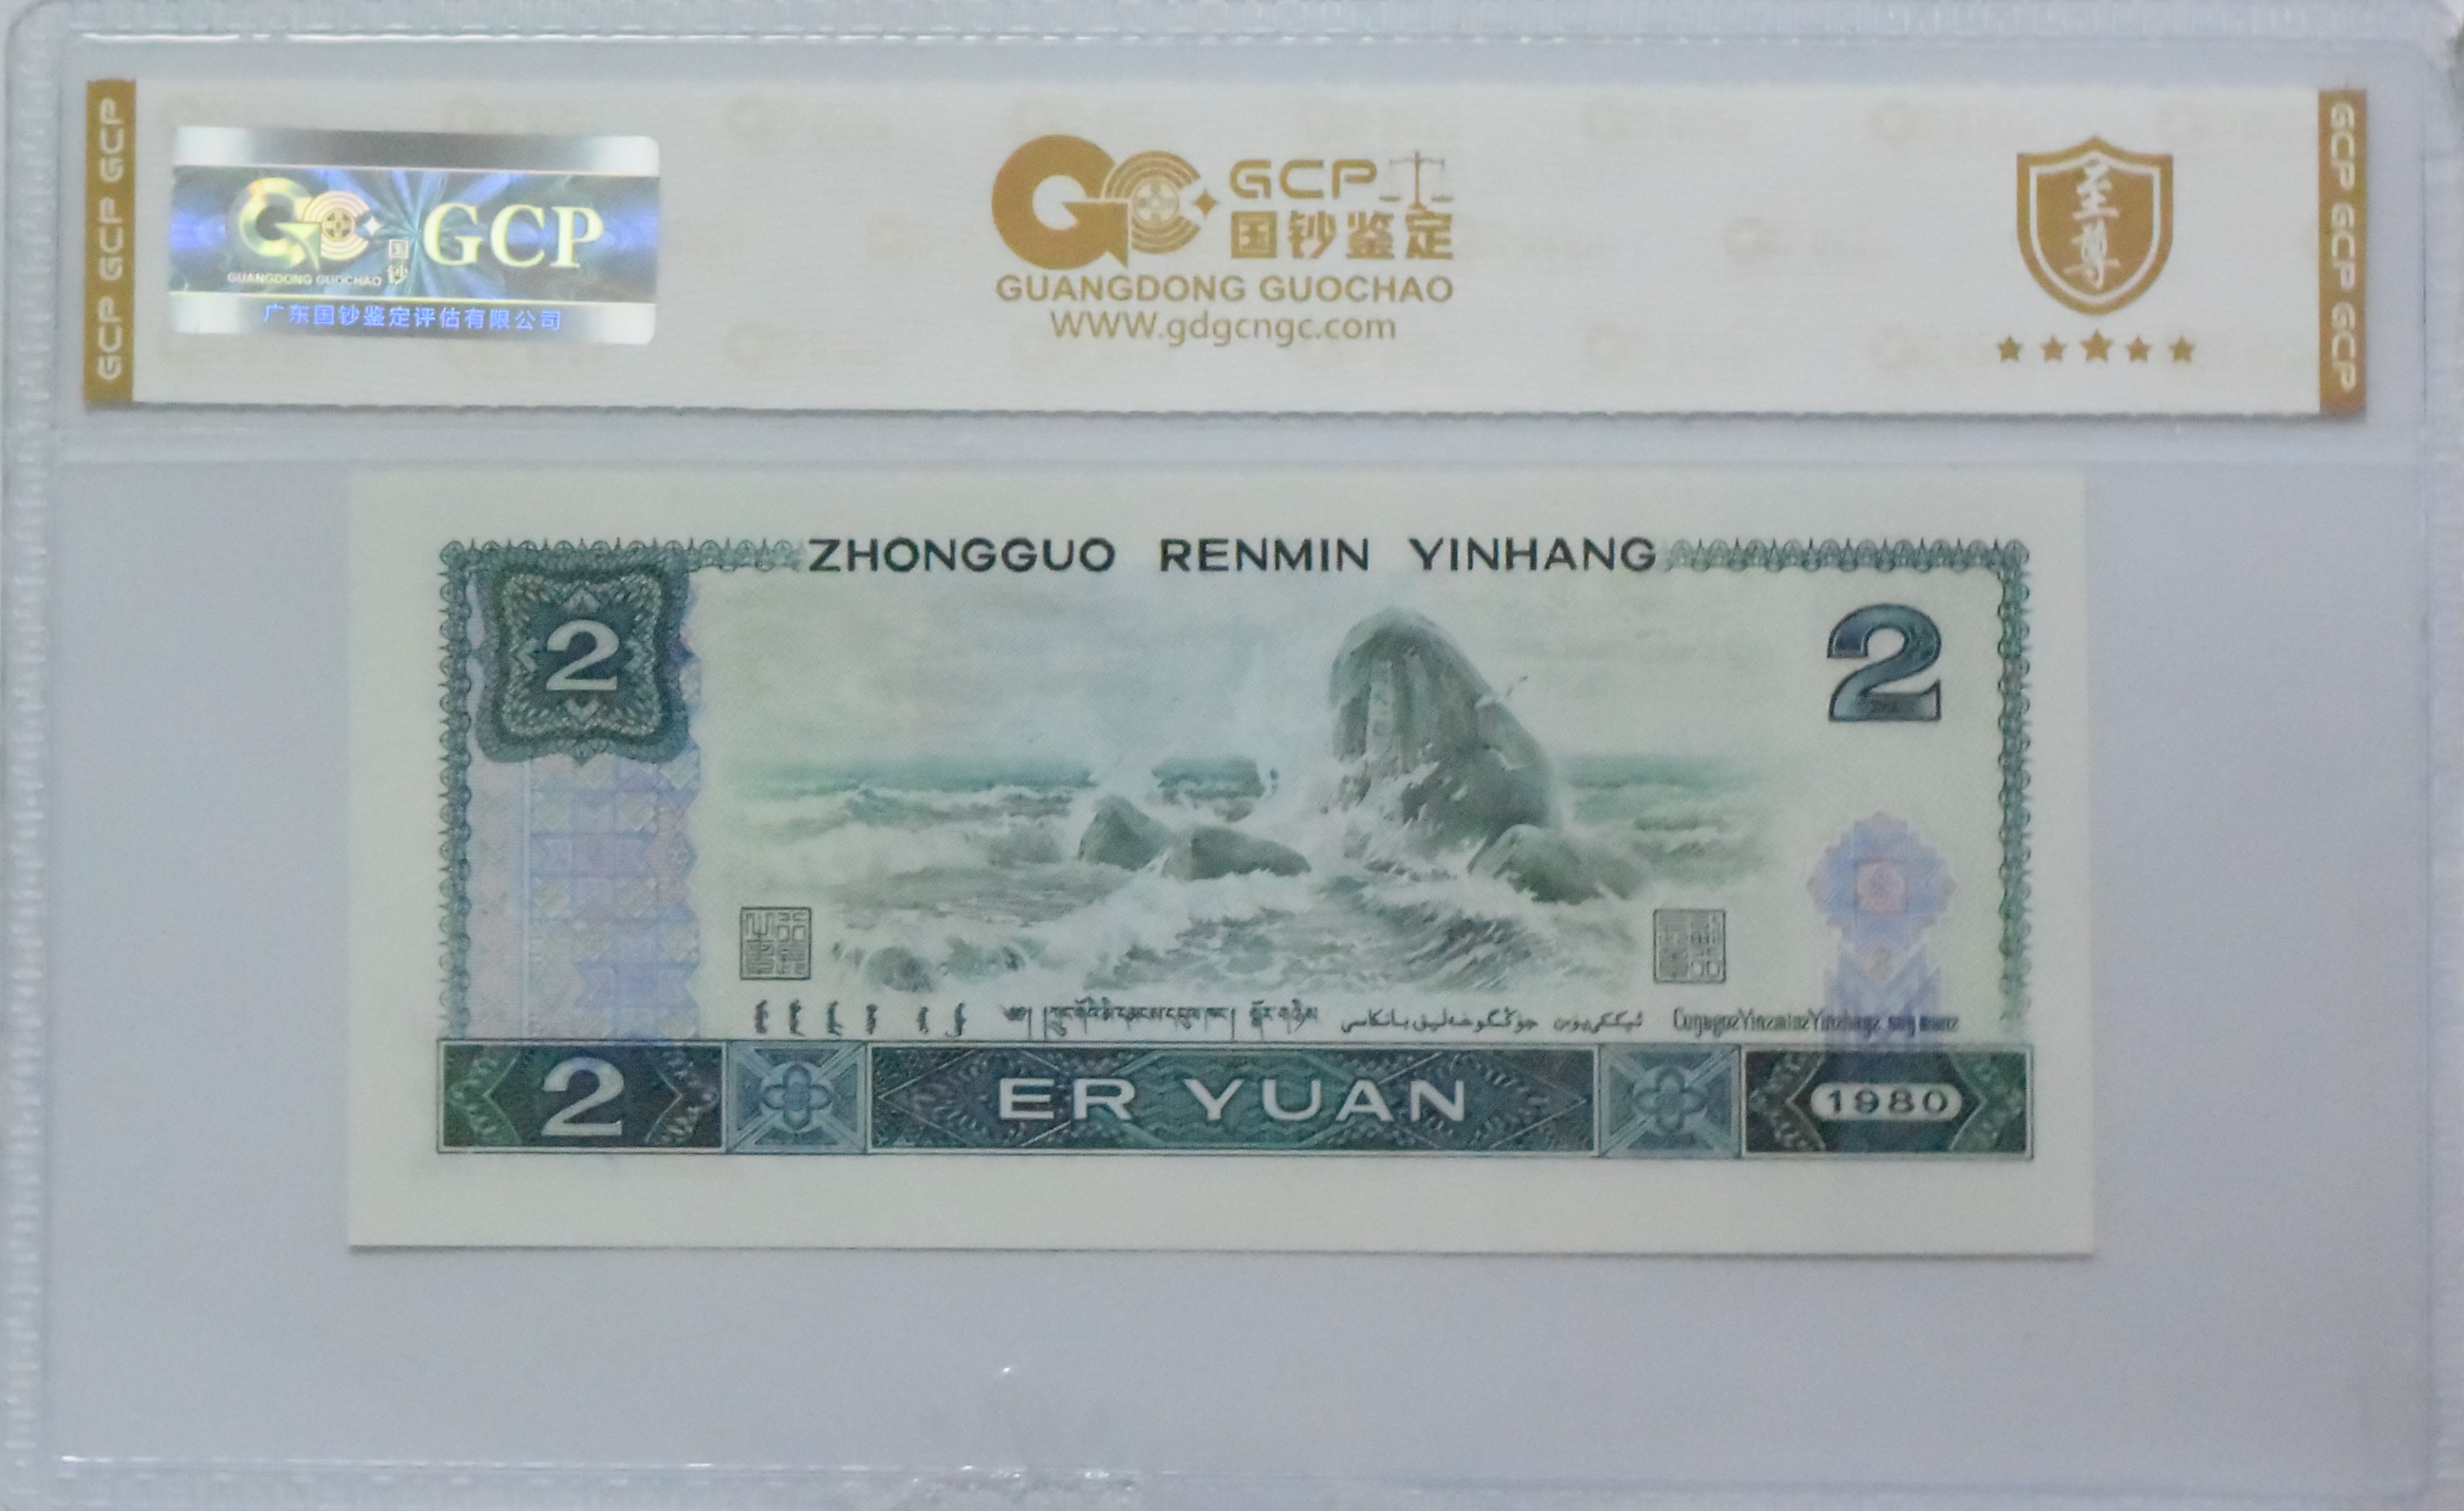 GCP GCP GCP
国钞
GCP
GUANGDONG GUOCHAO
广东国钞鉴定评估有限公司
GCP
国钞鉴定
GUANGDONG GUOCHAO
WWW.gdgcngc.com
至尊
GCP GCP GCP
ZHONGGUO RENMIN YINHANG
2
2
2
ER YUAN
1980